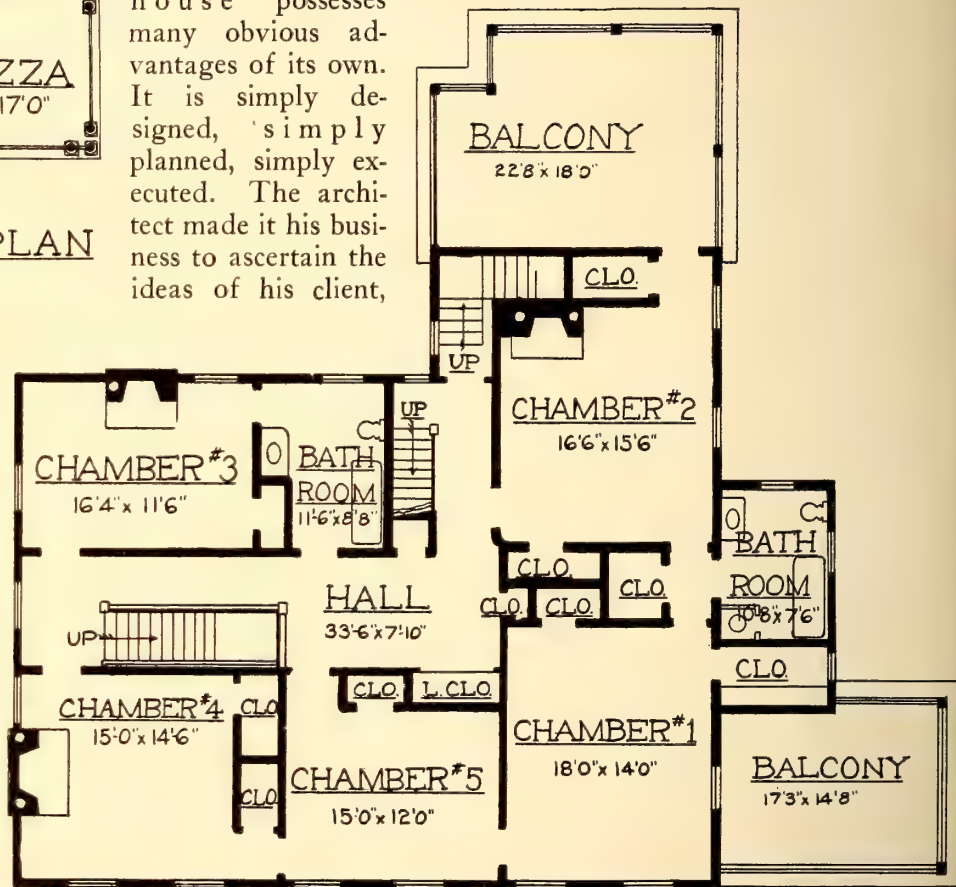 house possesses
many obvious ad-
vantages of its own.
It is simply de-
signed, simply
planned, simply ex-
ecuted. The archi-
tect made it his busi-
ness to ascertain the
ideas of his client,
ZZA
17'0"
PLAN
BALCONY
22'8" x 18'0"
CLO.
UP
CHAMBER #2
16'6" x 15'6"
UP
CHAMBER #3
16'4" x 11'6"
BATH
ROOM
11'-6" x 8'8"
BATH
ROOM
10'-8" x 7'6"
CLO.
CLO.
CLO.
CLO.
HALL
33'-6" x 7'-10"
UP
CLO.
L. CLO.
CLO.
CHAMBER #4
15'-0" x 14'-6"
CLO
CLO
CHAMBER #5
15'-0" x 12'0"
CHAMBER #1
18'0" x 14'0"
BALCONY
17'3" x 14'8"